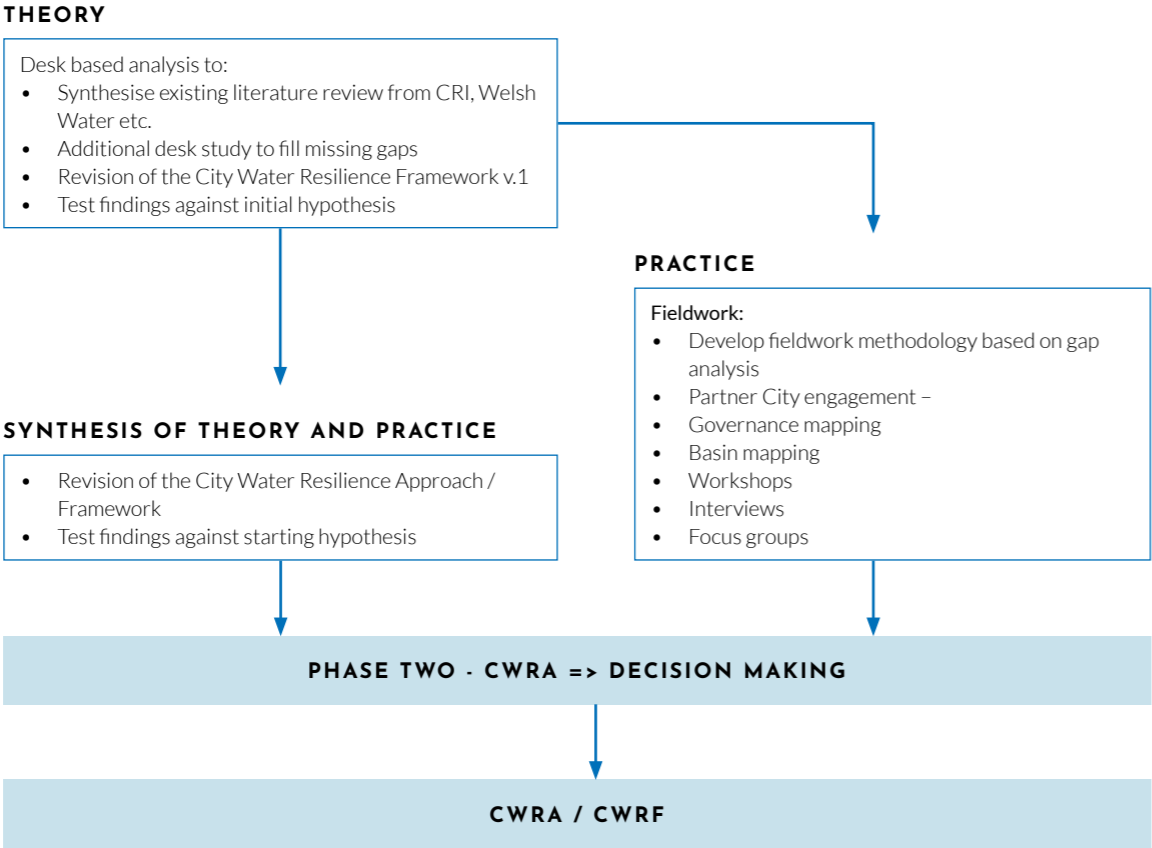 THEORY
Desk based analysis to:
• Synthesise existing literature review from CRI, Welsh
Water etc.
• Additional desk study to fill missing gaps
• Revision of the City Water Resilience Framework v.1
• Test findings against initial hypothesis
PRACTICE
Fieldwork:
• Develop fieldwork methodology based on gap
analysis
• Partner City engagement –
• Governance mapping
• Basin mapping
• Workshops
• Interviews
• Focus groups
SYNTHESIS OF THEORY AND PRACTICE
• Revision of the City Water Resilience Approach /
Framework
• Test findings against starting hypothesis
PHASE TWO - CWRA => DECISION MAKING
CWRA / CWRF